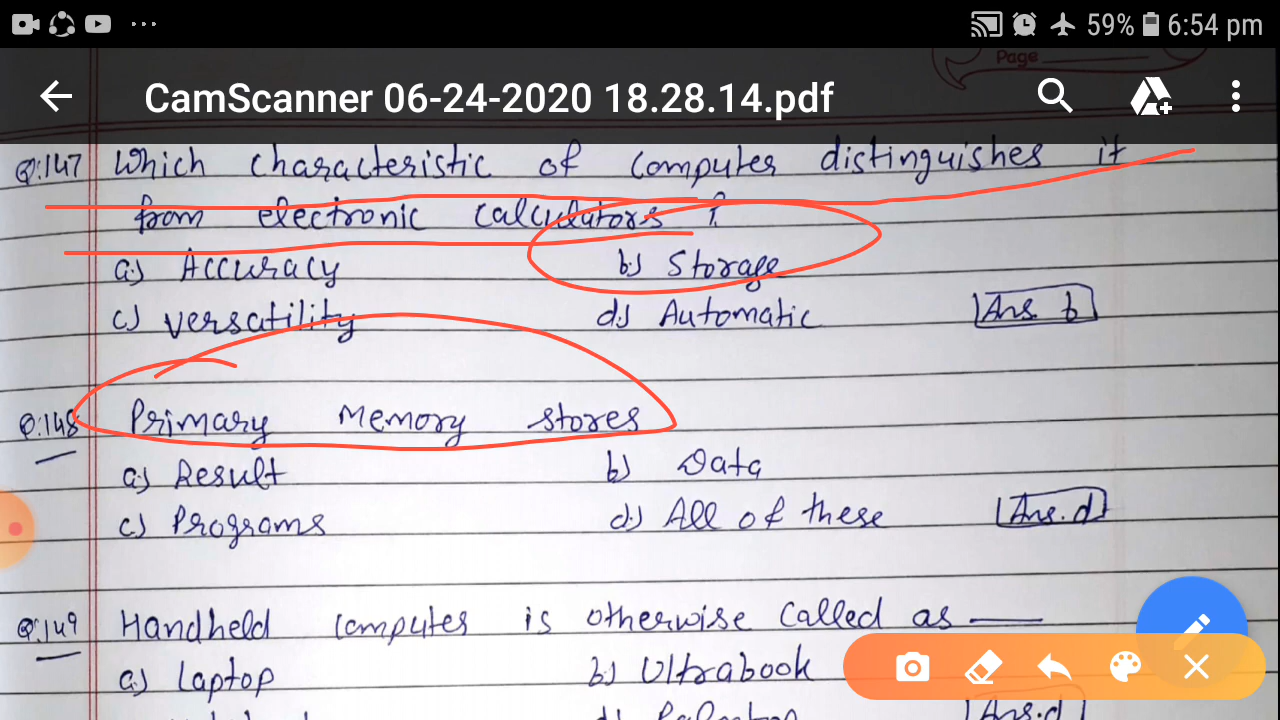 59% 6:54 pm
CamScanner 06-24-2020 18.28.14.pdf
Page
Q:147 Which characteristic of computer distinguishes it
from electronic calculators ?
a.) Accuracy b.) Storage
c.) Versatility d.) Automatic Ans. b
Q:148 Primary Memory stores
a.) Result b.) Data
c.) Programs d.) All of these Ans. d
Q:149 Handheld computer is otherwise called as
a.) Laptop b.) Ultrabook
Ans. d